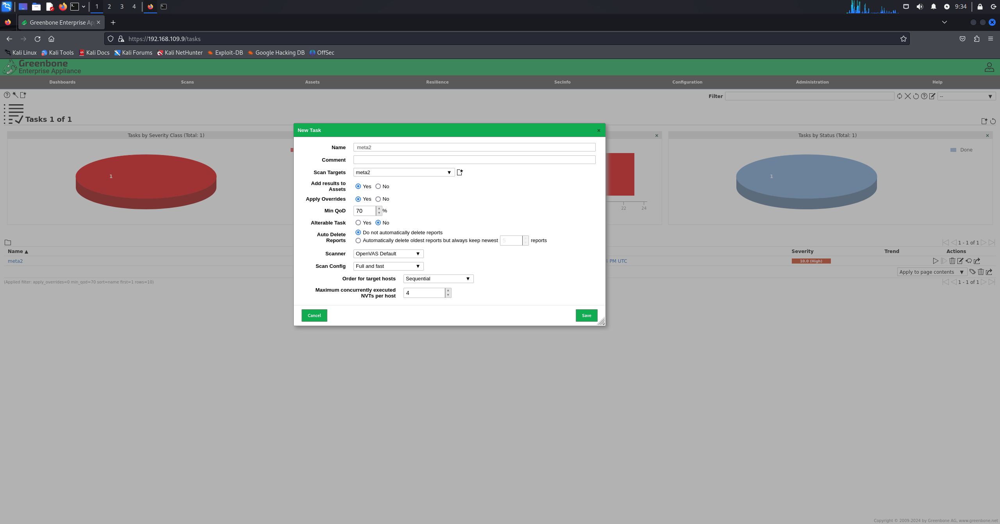 1 2 3 4 9:34
Greenbone Enterprise Ap
https://192.168.109.9/tasks
Kali Linux Kali Tools Kali Docs Kali Forums Kali NetHunter Exploit-DB Google Hacking DB OffSec
Greenbone
Enterprise Appliance
Dashboards Scans Assets Resilience SecInfo Configuration Administration Help
Filter --
Tasks 1 of 1
New Task
Tasks by Severity Class (Total: 1)
Tasks by Status (Total: 1)
Name meta2
Done
Comment
Scan Targets meta2
1
1
Add results to
Assets
Yes No
Apply Overrides Yes No
22 24
Min QoD 70 %
Alterable Task Yes No
Auto Delete
Reports
Do not automatically delete reports
Automatically delete oldest reports but always keep newest 5 reports
1 - 1 of 1
Name ▲ Severity Trend Actions
Scanner OpenVAS Default
meta2 PM UTC 10.0 (High)
Scan Config Full and fast
Apply to page contents
Order for target hosts Sequential
(Applied filter: apply_overrides=0 min_qod=70 sort=name first=1 rows=10)
1 - 1 of 1
Maximum concurrently executed
NVTs per host
4
Cancel Save
Copyright © 2009-2024 by Greenbone AG, www.greenbone.net